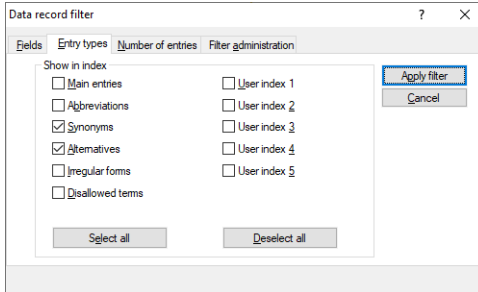 Data record filter ? ✕
Fields Entry types Number of entries Filter administration
Show in index
Main entries User index 1
Abbreviations User index 2
Synonyms User index 3
Alternatives User index 4
Irregular forms User index 5
Disallowed terms
Select all Deselect all
Apply filter
Cancel